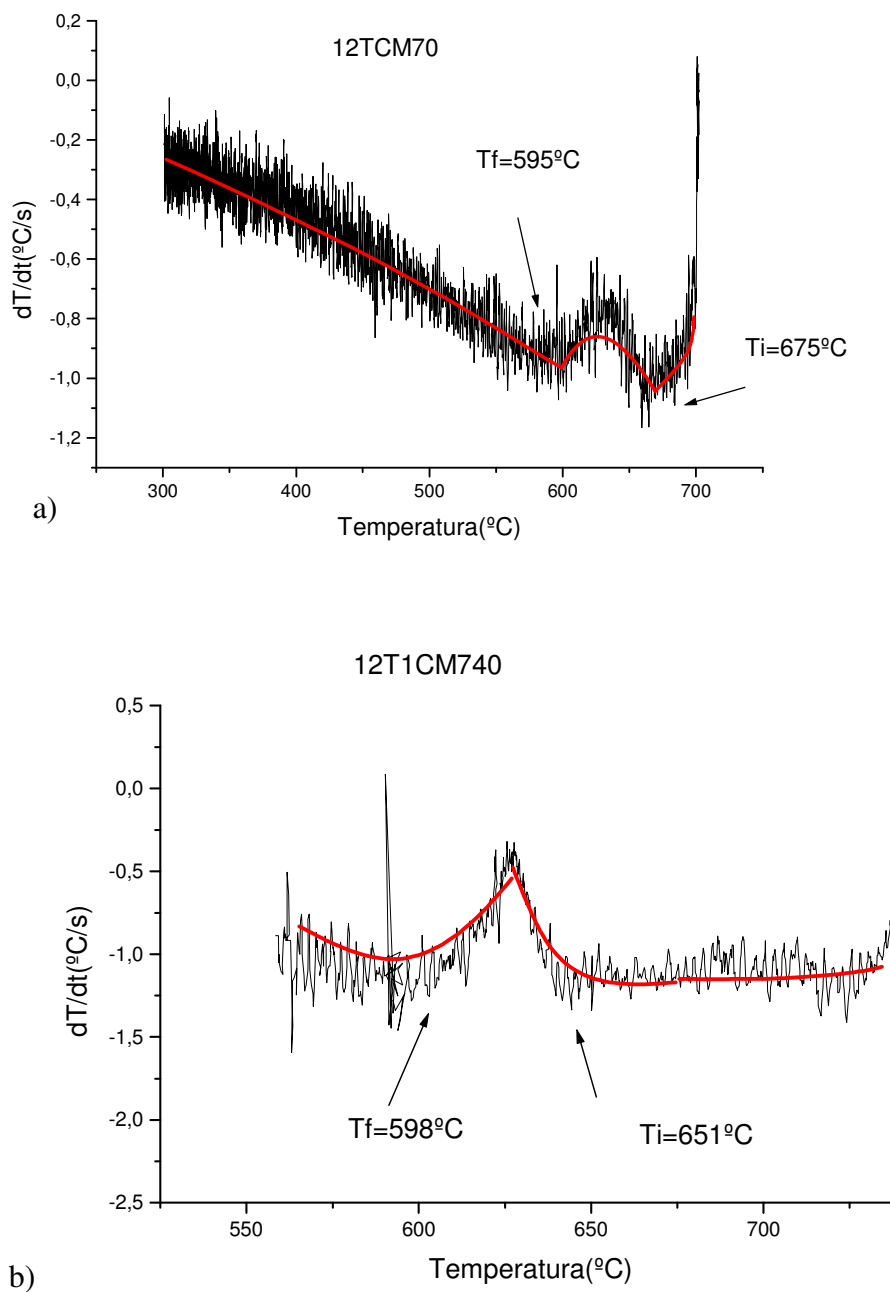 12TCM70
0,2
0,0
-0,2
-0,4
-0,6
-0,8
-1,0
-1,2
dT/dt(ºC/s)
Tf=595ºC
Ti=675ºC
300 400 500 600 700
Temperatura(ºC)
a)
12T1CM740
0,5
0,0
-0,5
-1,0
-1,5
-2,0
-2,5
dT/dt(ºC/s)
Tf=598ºC
Ti=651ºC
550 600 650 700
Temperatura(ºC)
b)